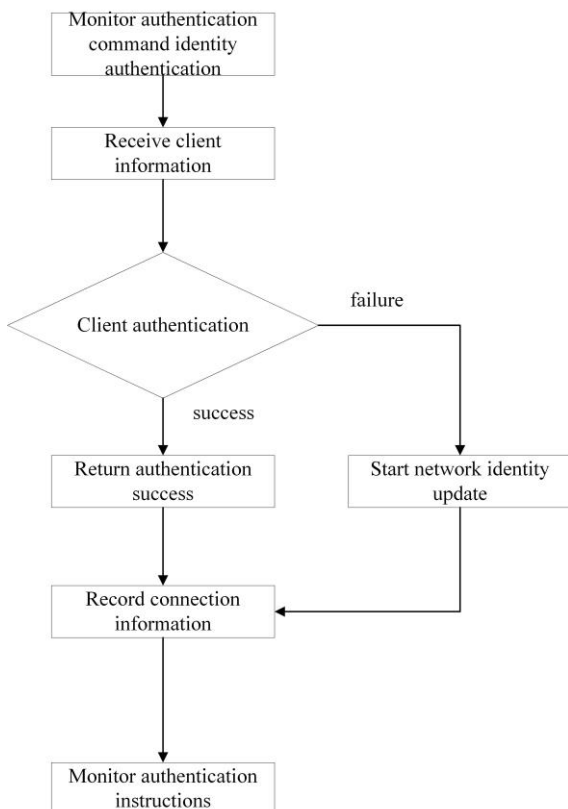 Monitor authentication
command identity
authentication
Receive client
information
Client authentication
failure
success
Return authentication
success
Start network identity
update
Record connection
information
Monitor authentication
instructions